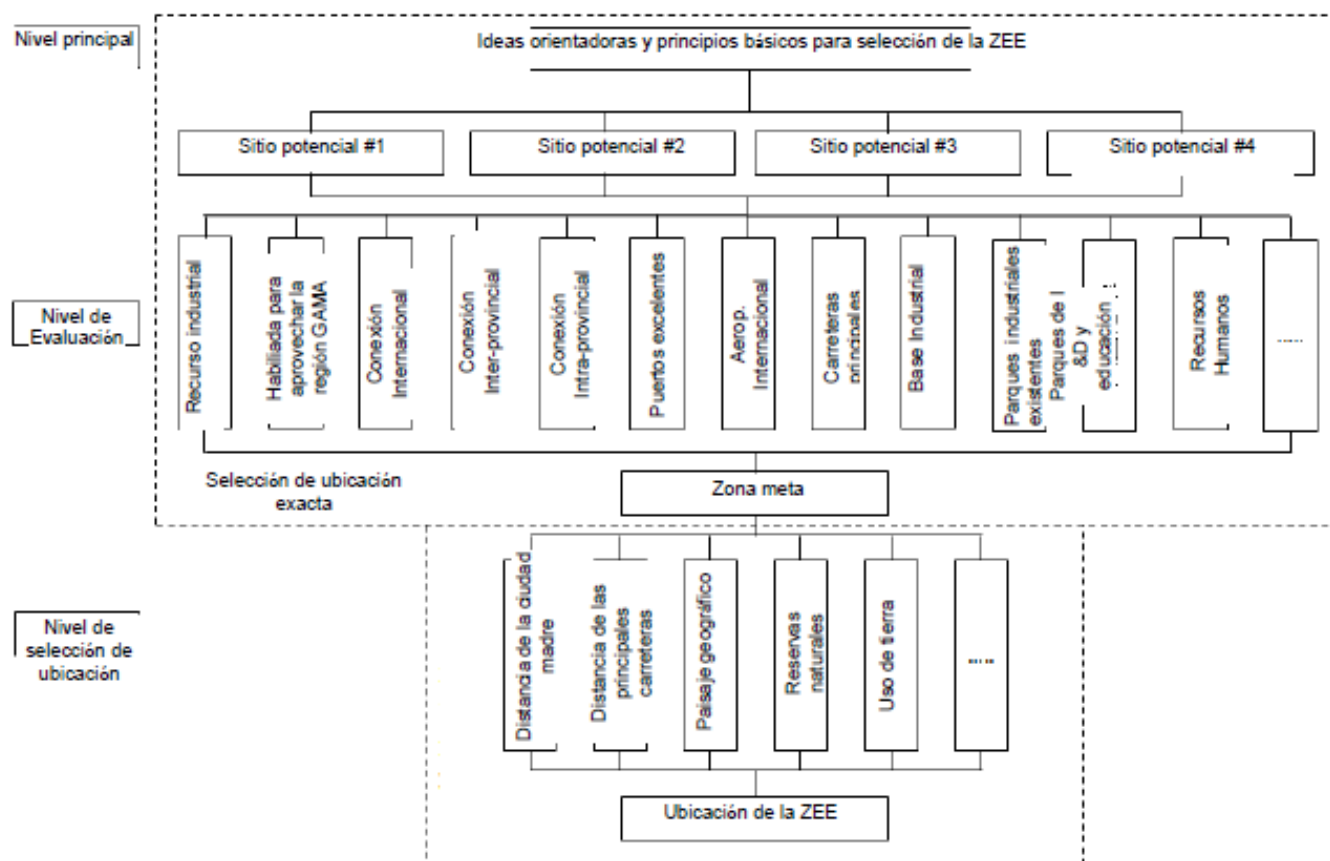 Nivel principal
Ideas orientadoras y principios básicos para selección de la ZEE
Sitio potencial #1
Sitio potencial #2
Sitio potencial #3
Sitio potencial #4
Nivel de
Evaluación
Recurso industrial
Habiliada para
aprovechar la
región GAMA
Conexión
Internacional
Conexión
Inter-provincial
Conexión
Intra-provincial
Puertos excelentes
Aerop.
Internacional
Carreteras
principales
Base Industrial
Parques industriales
existentes
Parques de I
&D y
educación
Recursos
Humanos
......
Selección de ubicación
exacta
Zona meta
Nivel de
selección de
ubicación
Distancia de la ciudad
madre
Distancia de las
principales
carreteras
Paisaje geográfico
Reservas
naturales
Uso de tierra
......
Ubicación de la ZEE